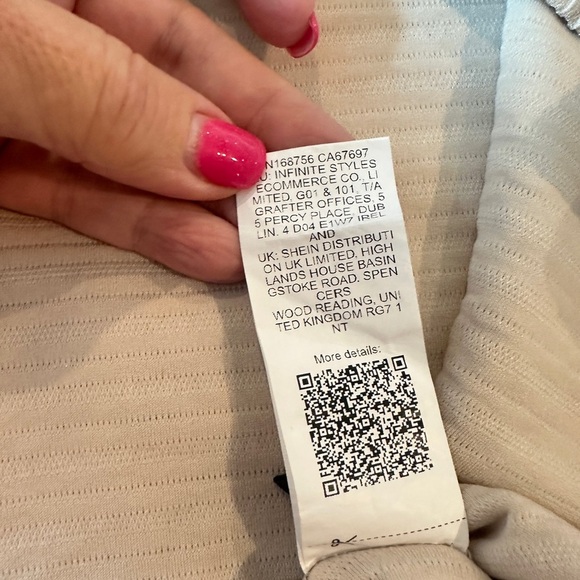 N168756 CA67697
U: INFINITE STYLES
ECOMMERCE CO., LI
MITED, G01 & 101, T/A
GRAFTER OFFICES, 5
5 PERCY PLACE, DUB
LIN, 4 D04 E1W7 IREL
AND
UK: SHEIN DISTRIBUTI
ON UK LIMITED, HIGH
LANDS HOUSE BASIN
GSTOKE ROAD, SPEN
CERS
WOOD READING, UNI
TED KINGDOM RG7 1
NT
More details: